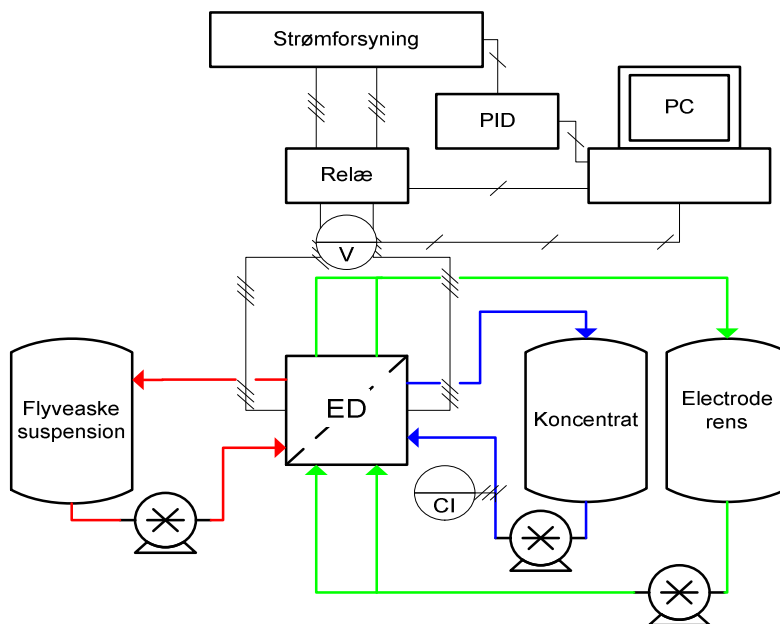 Strømforsyning
PID
PC
Relæ
V
Flyveaske
suspension
ED
Koncentrat
Electrode
rens
CI